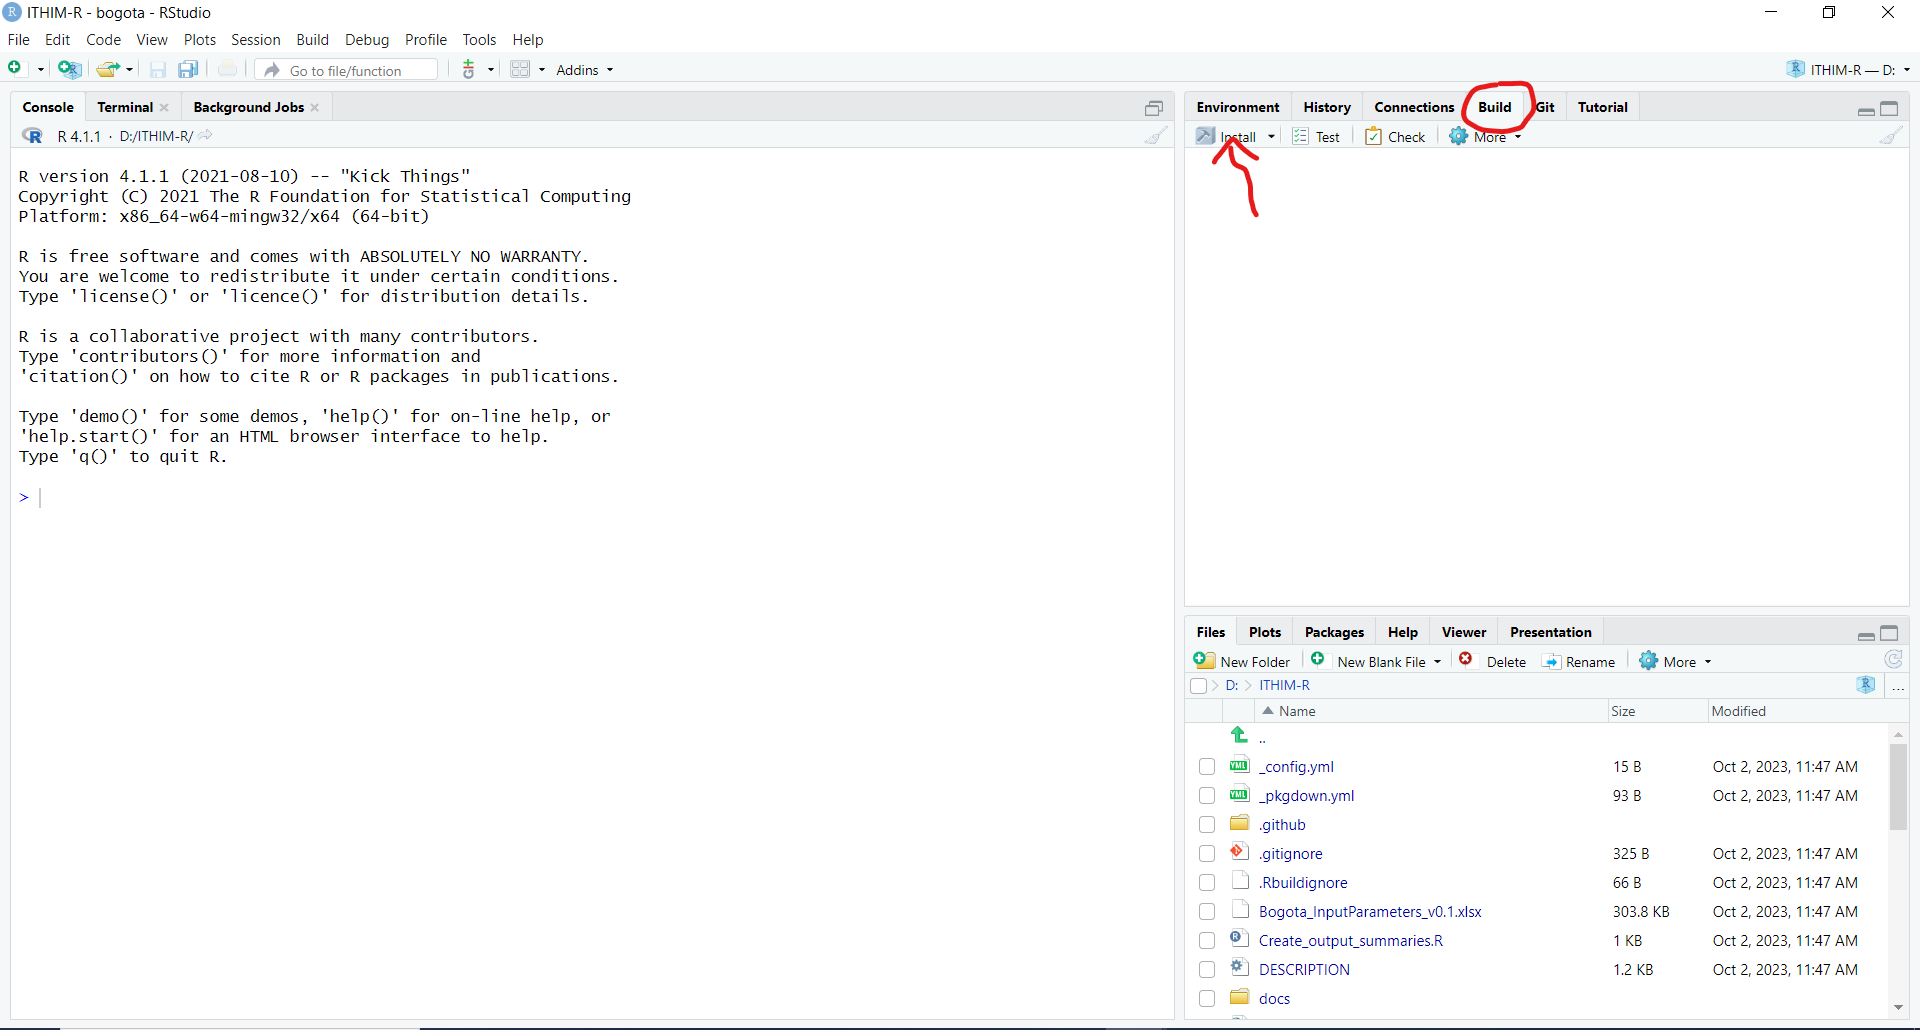 ITHIM-R - bogota - RStudio
File Edit Code View Plots Session Build Debug Profile Tools Help
Go to file/function Addins ITHIM-R — D:
Console Terminal Background Jobs
R 4.1.1 · D:/ITHIM-R/
R version 4.1.1 (2021-08-10) -- "Kick Things"
Copyright (C) 2021 The R Foundation for Statistical Computing
Platform: x86_64-w64-mingw32/x64 (64-bit)
R is free software and comes with ABSOLUTELY NO WARRANTY.
You are welcome to redistribute it under certain conditions.
Type 'license()' or 'licence()' for distribution details.
R is a collaborative project with many contributors.
Type 'contributors()' for more information and
'citation()' on how to cite R or R packages in publications.
Type 'demo()' for some demos, 'help()' for on-line help, or
'help.start()' for an HTML browser interface to help.
Type 'q()' to quit R.
>
Environment History Connections Build Git Tutorial
Install Test Check More
Files Plots Packages Help Viewer Presentation
New Folder New Blank File Delete Rename More
D: ITHIM-R ...
Name Size Modified
..
_config.yml 15 B Oct 2, 2023, 11:47 AM
_pkgdown.yml 93 B Oct 2, 2023, 11:47 AM
.github
.gitignore 325 B Oct 2, 2023, 11:47 AM
.Rbuildignore 66 B Oct 2, 2023, 11:47 AM
Bogota_InputParameters_v0.1.xlsx 303.8 KB Oct 2, 2023, 11:47 AM
Create_output_summaries.R 1 KB Oct 2, 2023, 11:47 AM
DESCRIPTION 1.2 KB Oct 2, 2023, 11:47 AM
docs